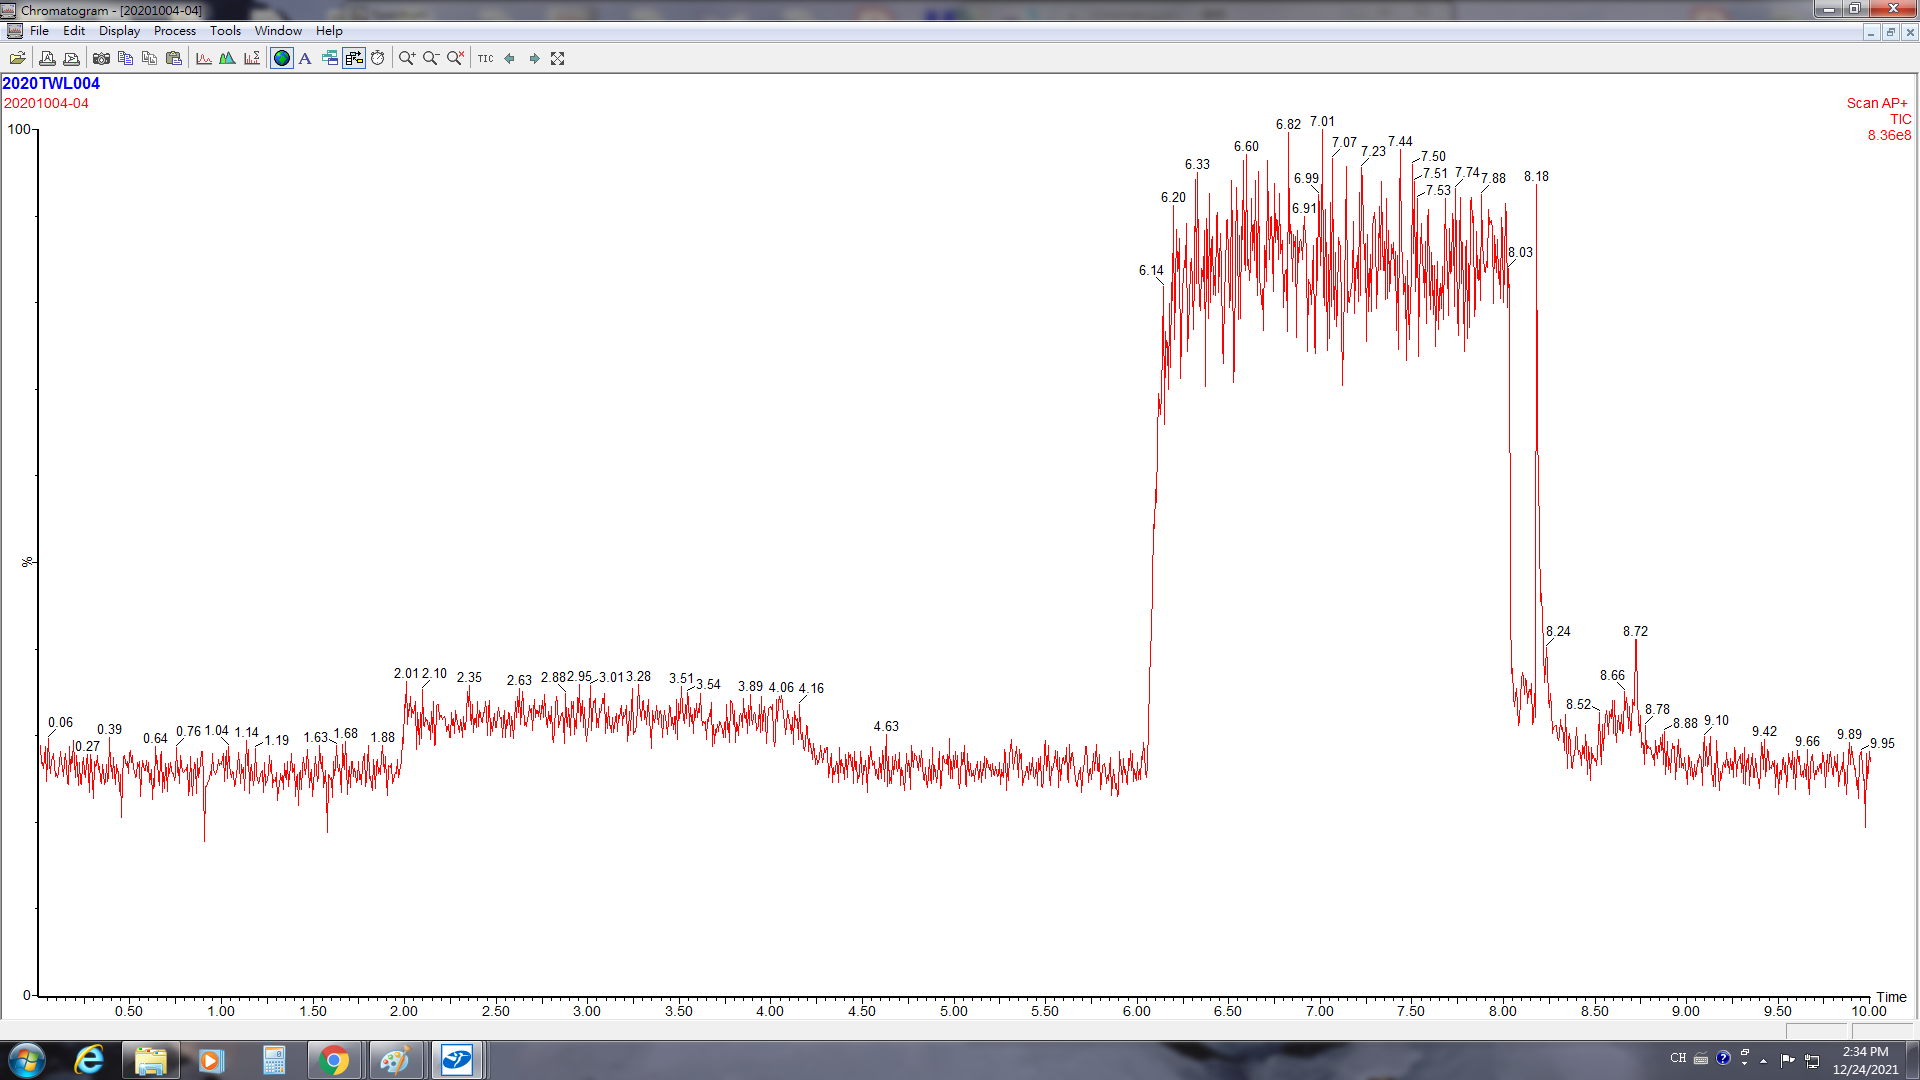 Chromatogram - [20201004-04]
File Edit Display Process Tools Window Help
A TIC
2020TWL004
20201004-04
Scan AP+
TIC
8.36e8
100
%
0
0.06 0.27 0.39 0.64 0.76 1.04 1.14 1.19 1.63 1.68 1.88 2.01 2.10 2.35 2.63 2.88 2.95 3.01 3.28 3.51 3.54 3.89 4.06 4.16 4.63 6.14 6.20 6.33 6.60 6.82 6.91 6.99 7.01 7.07 7.23 7.44 7.50 7.51 7.53 7.74 7.88 8.03 8.18 8.24 8.52 8.66 8.72 8.78 8.88 9.10 9.42 9.66 9.89 9.95
Time
0.50 1.00 1.50 2.00 2.50 3.00 3.50 4.00 4.50 5.00 5.50 6.00 6.50 7.00 7.50 8.00 8.50 9.00 9.50 10.00
CH
2:34 PM
12/24/2021